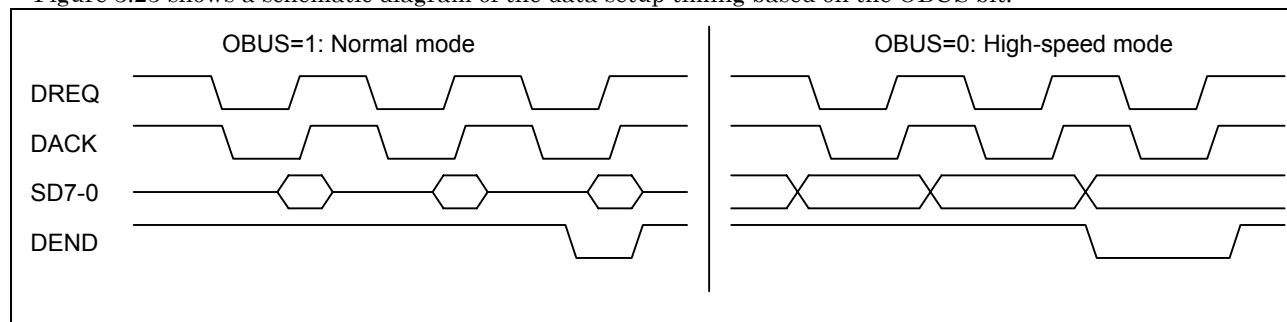 Figure 3.23 shows a schematic diagram of the data setup timing based on the OBUS bit.
OBUS=1: Normal mode
OBUS=0: High-speed mode
DREQ
DACK
SD7-0
DEND